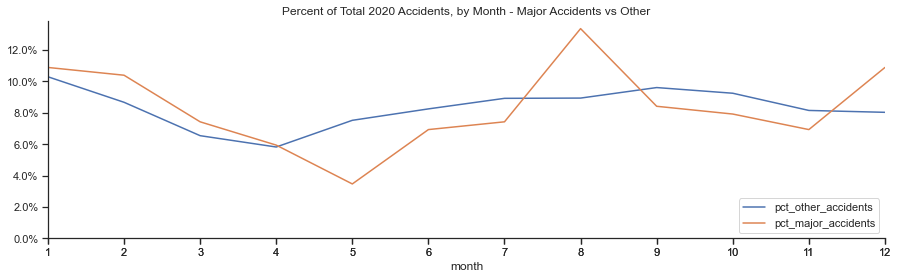 Percent of Total 2020 Accidents, by Month - Major Accidents vs Other
12.0%
10.0%
8.0%
6.0%
4.0%
2.0%
0.0%
1 2 3 4 5 6 7 8 9 10 11 12
month
pct_other_accidents
pct_major_accidents